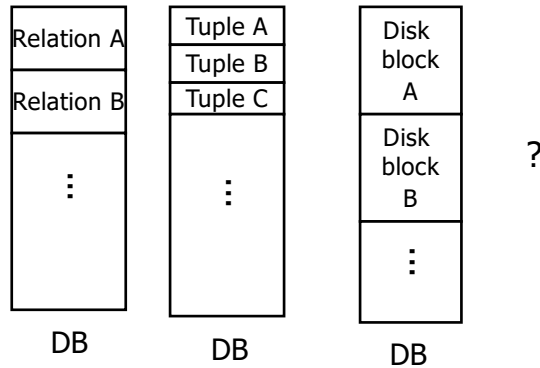 Relation A
Relation B
⋮
DB
Tuple A
Tuple B
Tuple C
⋮
DB
Disk
block
A
Disk
block
B
⋮
DB
?